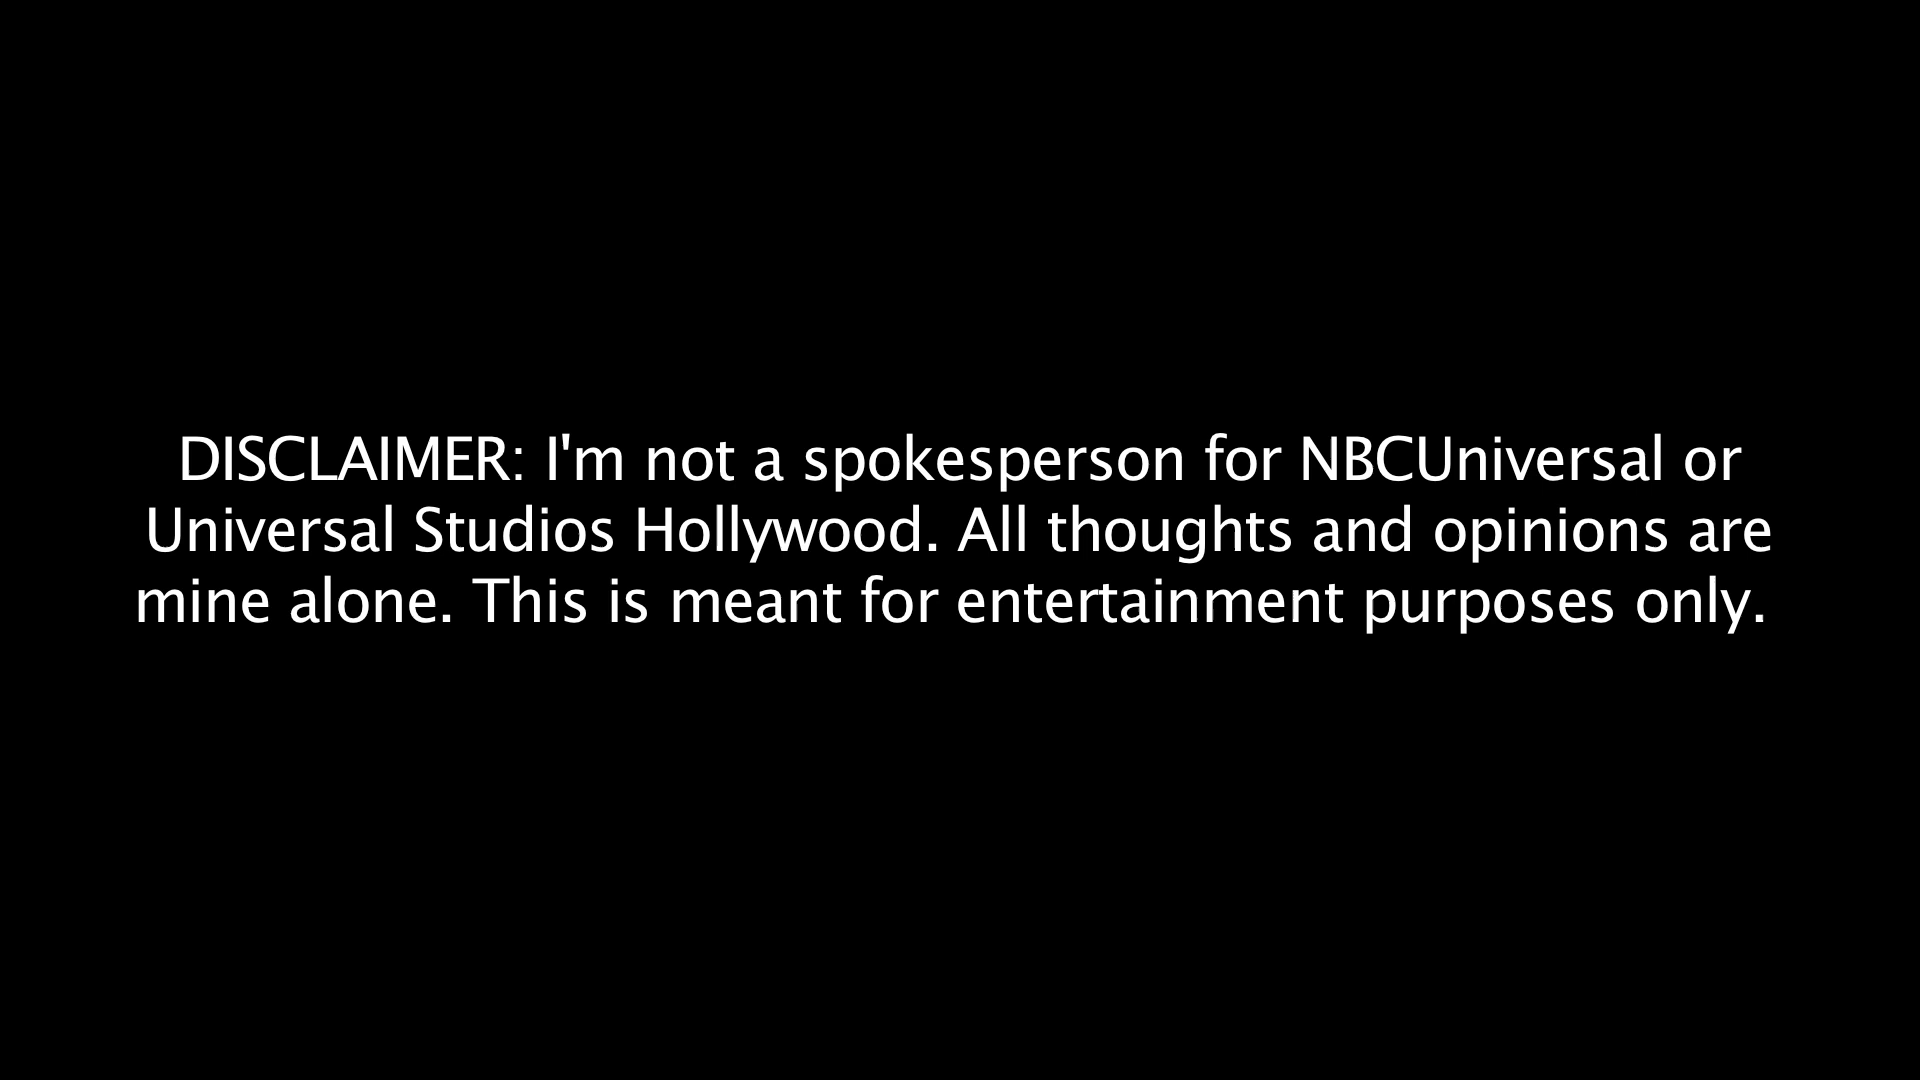 DISCLAIMER: I'm not a spokesperson for NBCUniversal or
Universal Studios Hollywood. All thoughts and opinions are
mine alone. This is meant for entertainment purposes only.